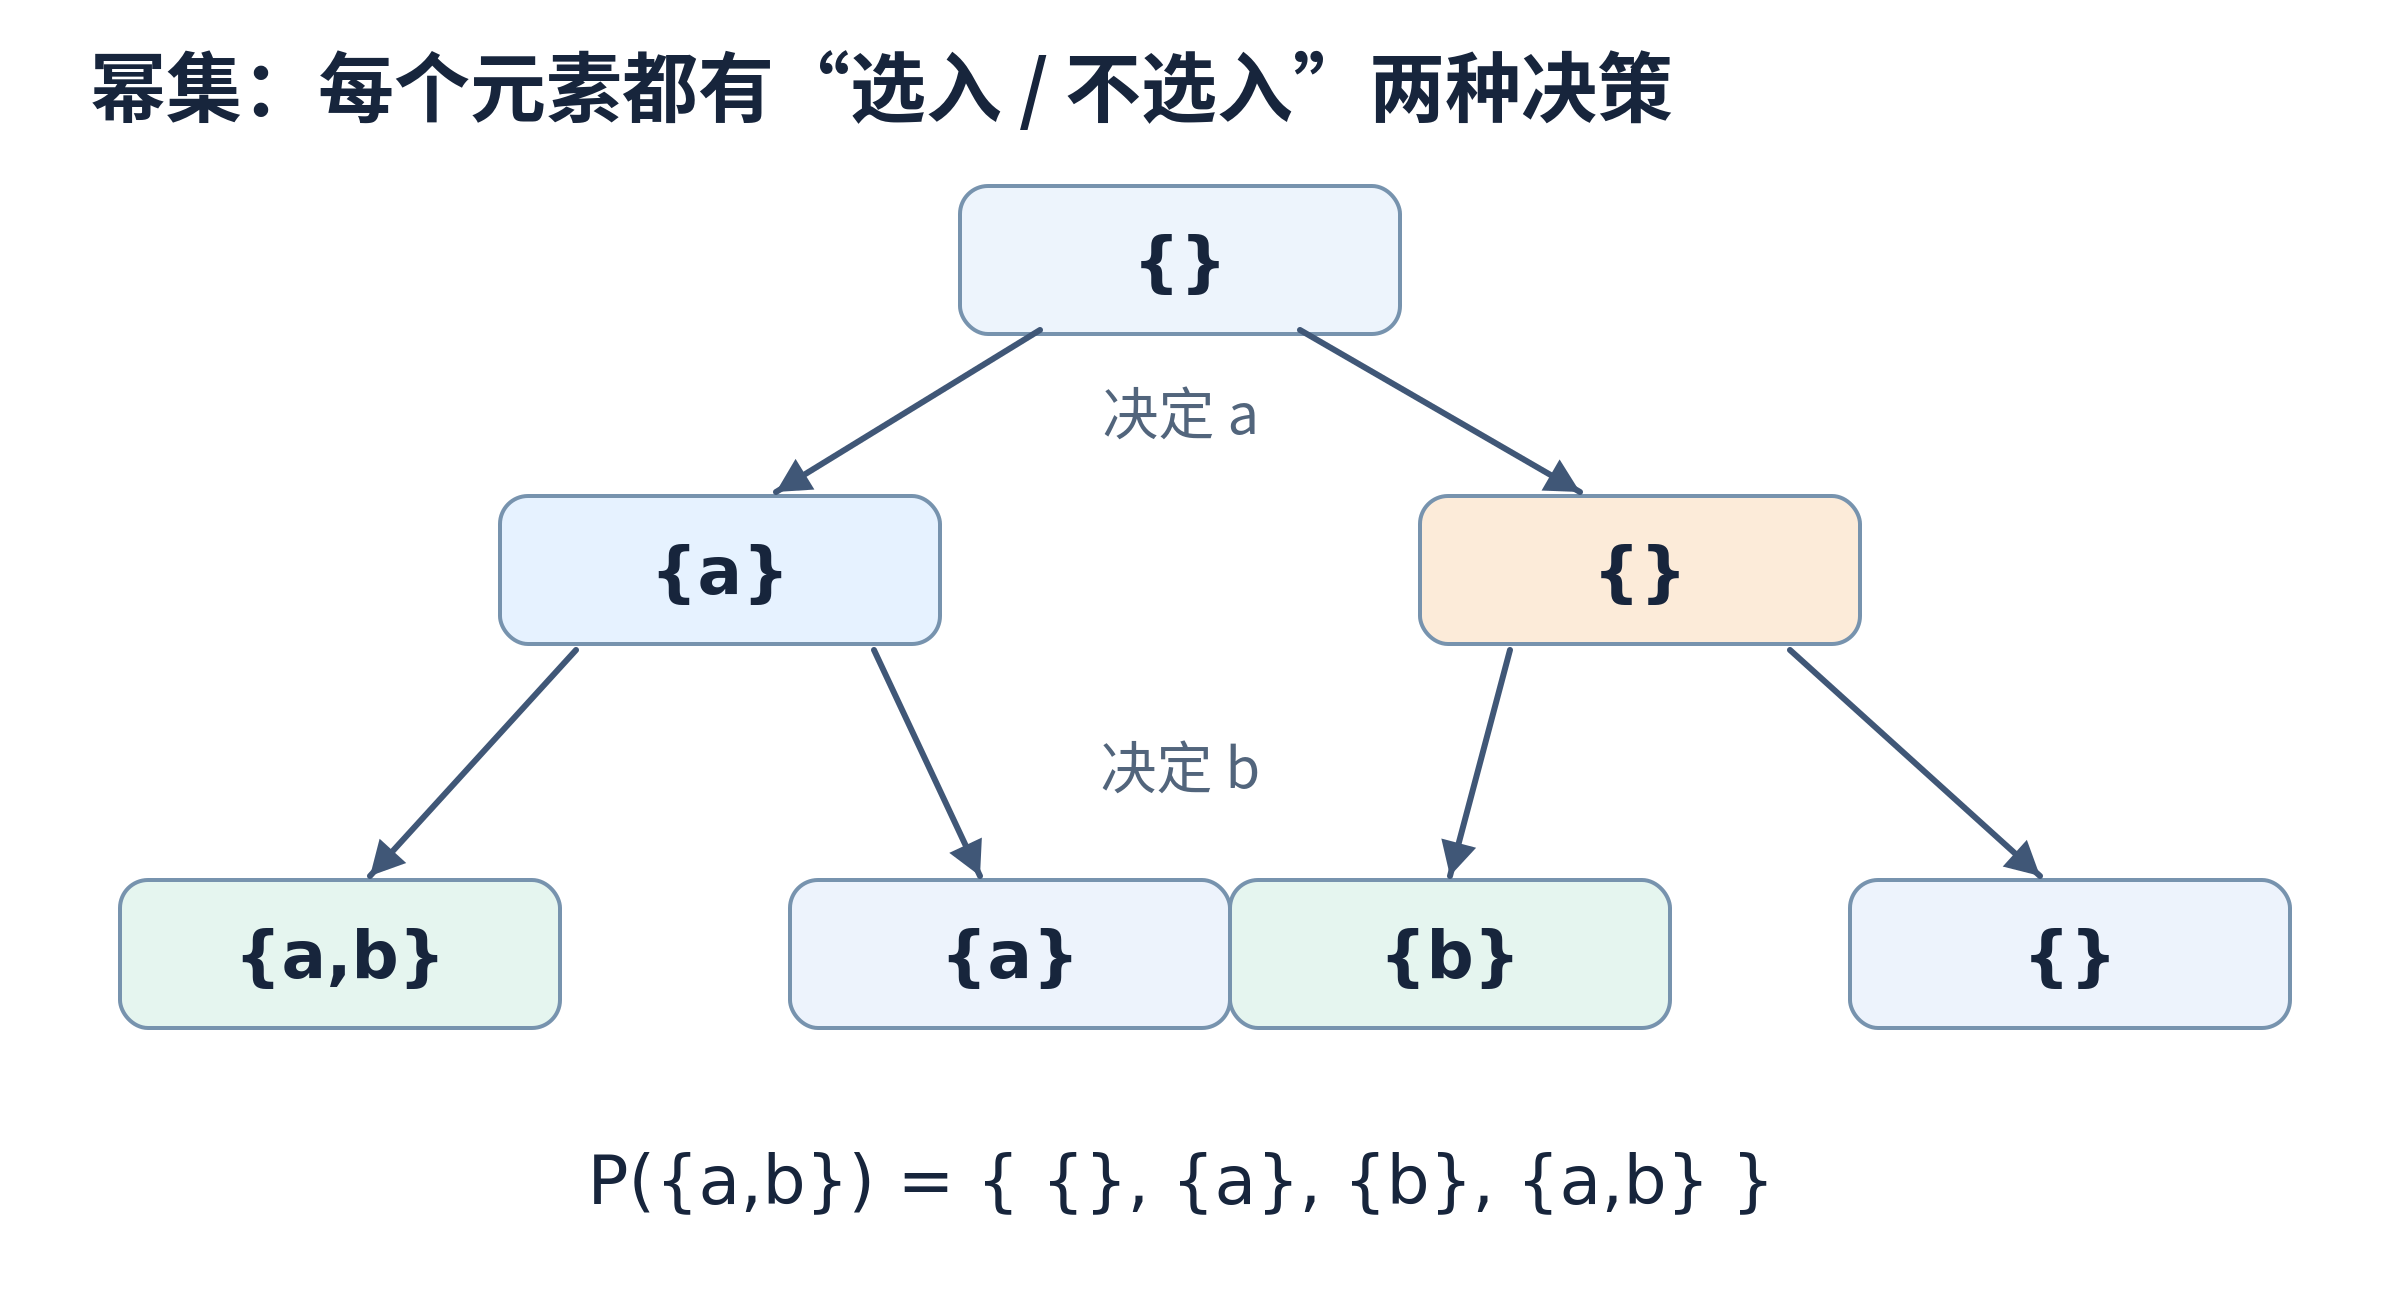 幂集：每个元素都有“选入 / 不选入”两种决策
{}
决定 a
{a}
{}
决定 b
{a,b}
{a}
{b}
{}
P({a,b}) = { {}, {a}, {b}, {a,b} }